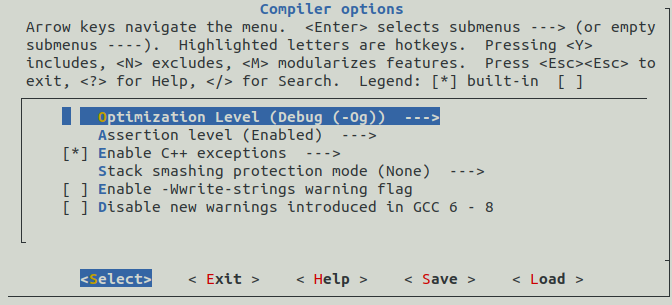 Compiler options
Arrow keys navigate the menu.  <Enter> selects submenus ---> (or empty
submenus ----).  Highlighted letters are hotkeys.  Pressing <Y>
includes, <N> excludes, <M> modularizes features.  Press <Esc><Esc> to
exit, <?> for Help, </> for Search.  Legend: [*] built-in  [ ]
Optimization Level (Debug (-Og))  --->
Assertion level (Enabled)  --->
[*] Enable C++ exceptions  --->
Stack smashing protection mode (None)  --->
[ ] Enable -Wwrite-strings warning flag
[ ] Disable new warnings introduced in GCC 6 - 8
<Select>    < Exit >    < Help >    < Save >    < Load >